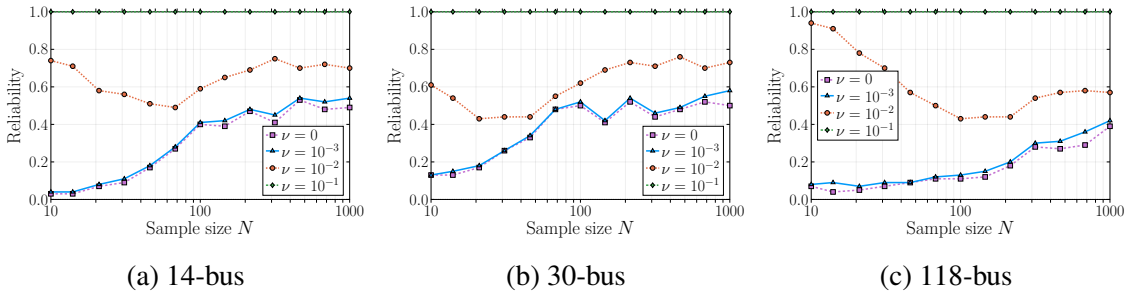 1.0
0.8
0.6
0.4
0.2
0.0
Reliability
10
100
1000
Sample size N
ν = 0
ν = 10⁻³
ν = 10⁻²
ν = 10⁻¹
(a) 14-bus
1.0
0.8
0.6
0.4
0.2
0.0
Reliability
10
100
1000
Sample size N
ν = 0
ν = 10⁻³
ν = 10⁻²
ν = 10⁻¹
(b) 30-bus
1.0
0.8
0.6
0.4
0.2
0.0
Reliability
10
100
1000
Sample size N
ν = 0
ν = 10⁻³
ν = 10⁻²
ν = 10⁻¹
(c) 118-bus